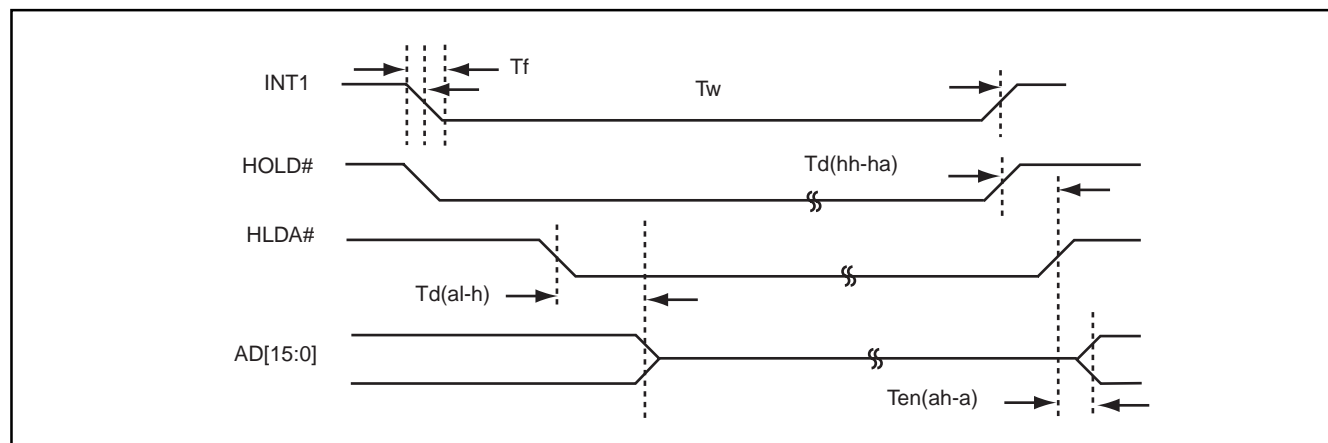 Tf
INT1
Tw
HOLD#
Td(hh-ha)
HLDA#
Td(al-h)
AD[15:0]
Ten(ah-a)